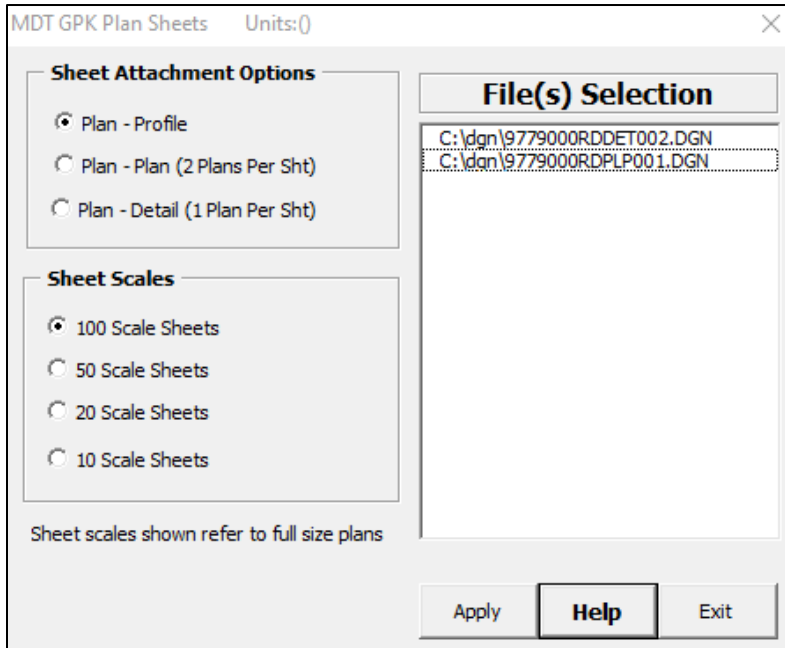 MDT GPK Plan Sheets Units:()
Sheet Attachment Options
Plan - Profile
Plan - Plan (2 Plans Per Sht)
Plan - Detail (1 Plan Per Sht)
Sheet Scales
100 Scale Sheets
50 Scale Sheets
20 Scale Sheets
10 Scale Sheets
Sheet scales shown refer to full size plans
File(s) Selection
C:\dgn\9779000RDDET002.DGN
C:\dgn\9779000RDPLP001.DGN
Apply
Help
Exit